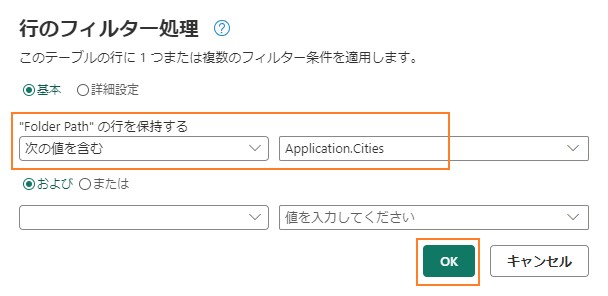 行のフィルター処理
このテーブルの行に 1 つまたは複数のフィルター条件を適用します。
基本 詳細設定
"Folder Path" の行を保持する
次の値を含む Application.Cities
および または
値を入力してください
OK キャンセル